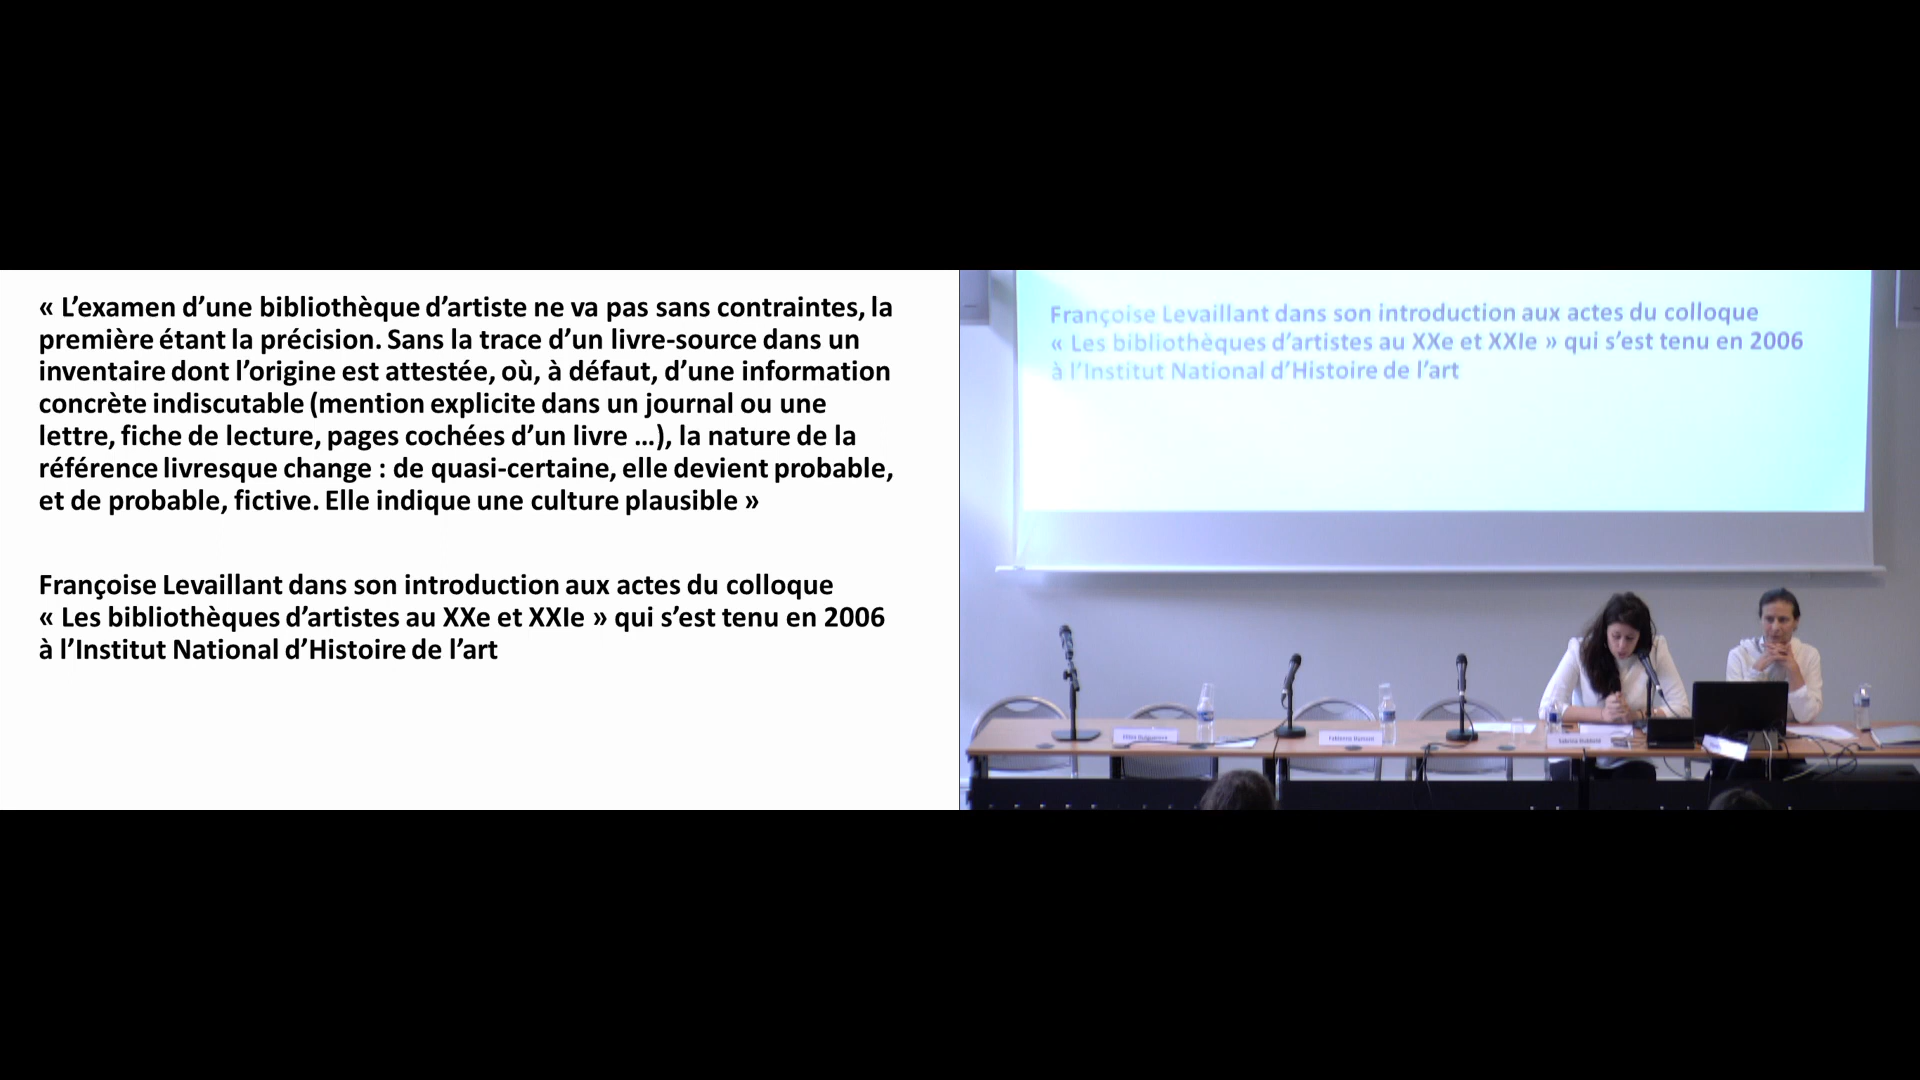 « L’examen d’une bibliothèque d’artiste ne va pas sans contraintes, la
première étant la précision. Sans la trace d’un livre-source dans un
inventaire dont l’origine est attestée, où, à défaut, d’une information
concrète indiscutable (mention explicite dans un journal ou une
lettre, fiche de lecture, pages cochées d’un livre …), la nature de la
référence livresque change : de quasi-certaine, elle devient probable,
et de probable, fictive. Elle indique une culture plausible »
Françoise Levaillant dans son introduction aux actes du colloque
« Les bibliothèques d’artistes au XXe et XXIe » qui s’est tenu en 2006
à l’Institut National d’Histoire de l’art
Françoise Levaillant dans son introduction aux actes du colloque
« Les bibliothèques d’artistes au XXe et XXIe » qui s’est tenu en 2006
à l’Institut National d’Histoire de l’art